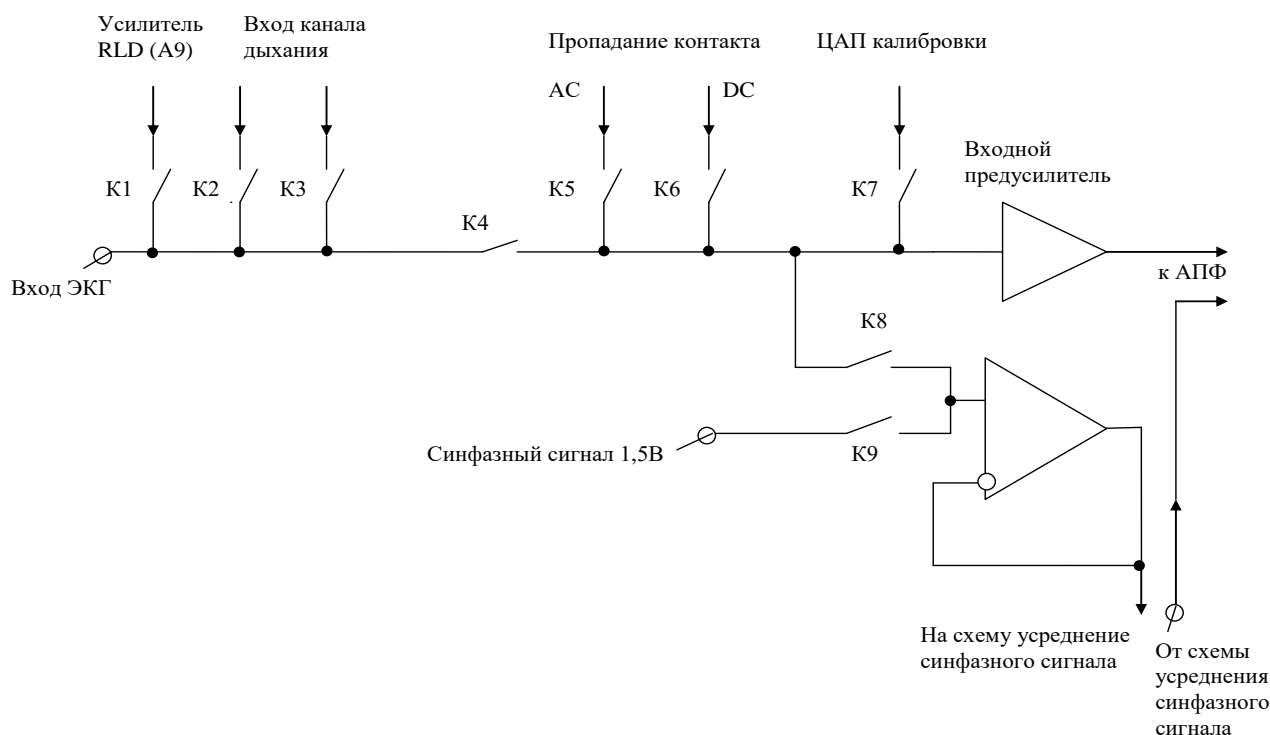 Усилитель
RLD (A9)
Вход канала
дыхания
Пропадание контакта
ЦАП калибровки
AC
DC
Входной
предусилитель
К1
К2
К3
К5
К6
К7
К4
Вход ЭКГ
к АПФ
К8
Синфазный сигнал 1,5В
К9
На схему усреднение
синфазного сигнала
От схемы
усреднения
синфазного
сигнала